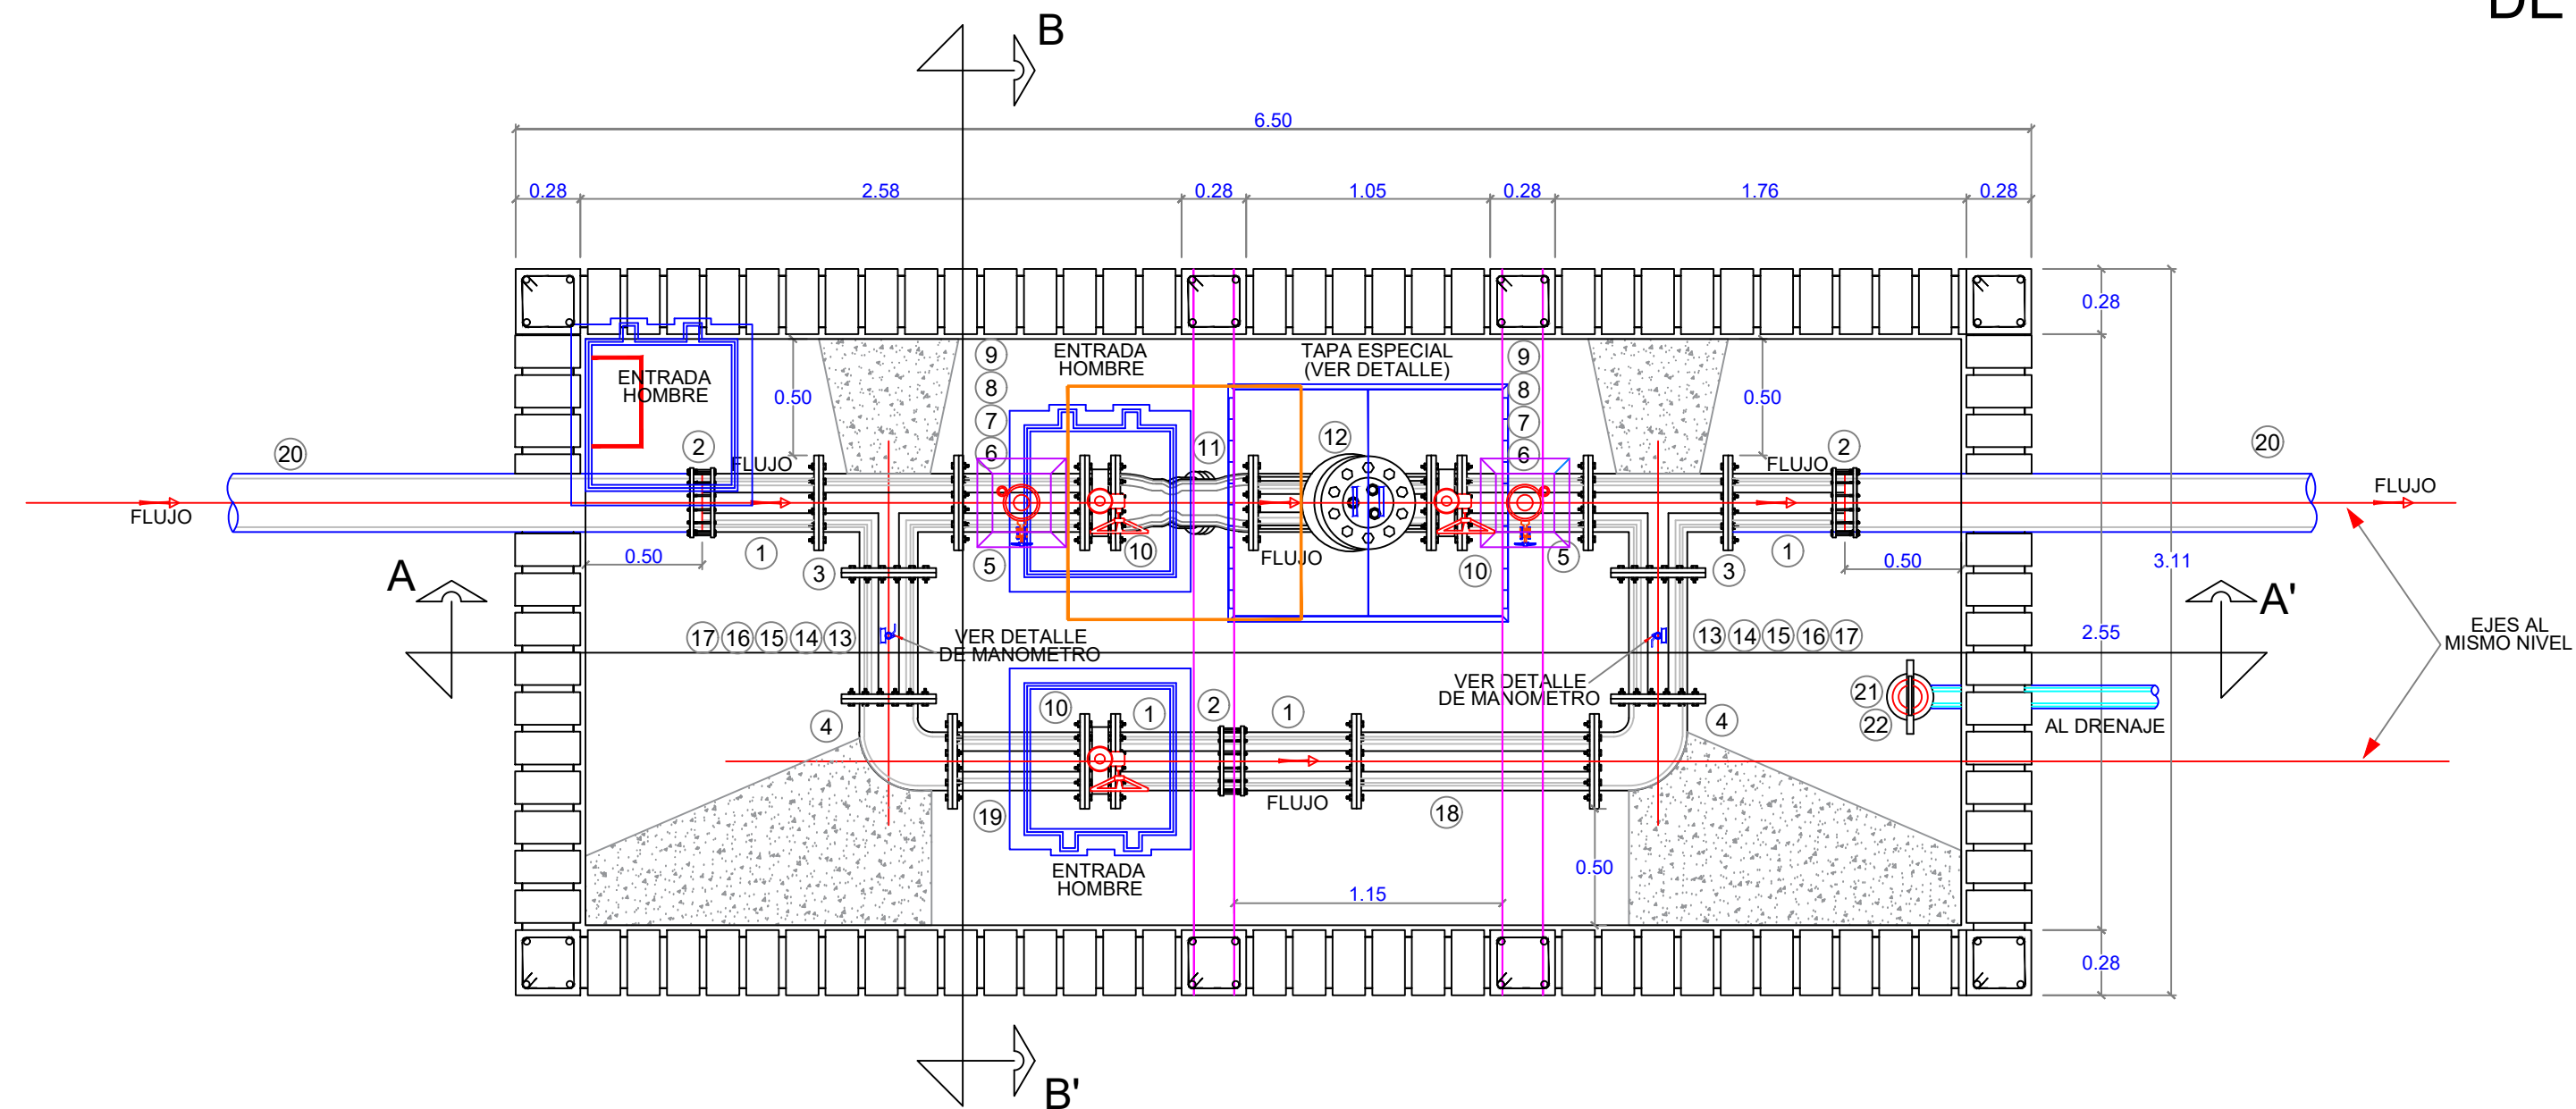 DE
B
6.50
0.28
2.58
0.28
1.05
0.28
1.76
0.28
0.28
ENTRADA
HOMBRE
0.50
9
8
7
6
ENTRADA
HOMBRE
TAPA ESPECIAL
(VER DETALLE)
9
8
7
6
0.50
20
2
FLUJO
11
12
2
FLUJO
20
FLUJO
FLUJO
0.50
1
3
5
10
FLUJO
10
5
3
1
0.50
3.11
A
A'
17 16 15 14 13
VER DETALLE
DE MANOMETRO
13 14 15 16 17
2.55
EJES AL
MISMO NIVEL
VER DETALLE
DE MANOMETRO
21
22
AL DRENAJE
4
10
1
2
1
4
19
FLUJO
18
ENTRADA
HOMBRE
1.15
0.50
0.28
B'